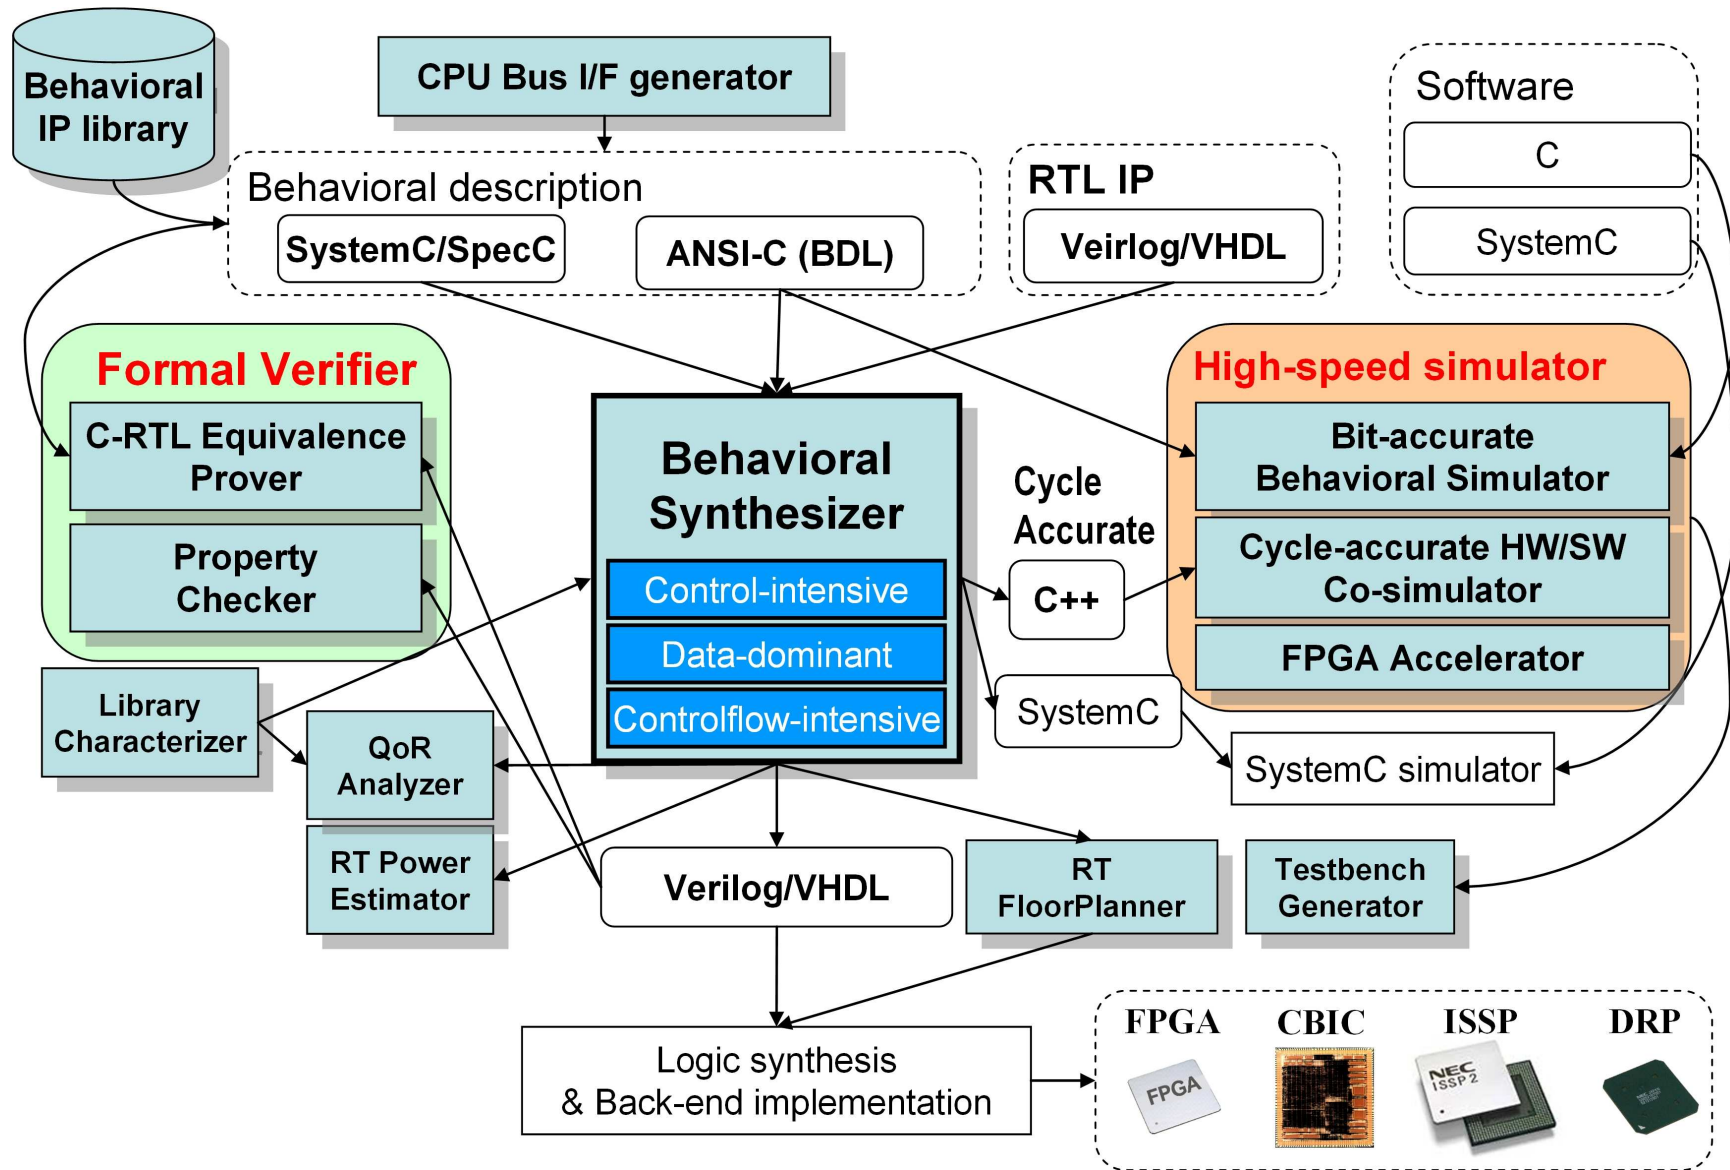 Behavioral
IP library
CPU Bus I/F generator
Software
C
SystemC
Behavioral description
SystemC/SpecC
ANSI-C (BDL)
RTL IP
Veirlog/VHDL
Formal Verifier
C-RTL Equivalence
Prover
Property
Checker
Behavioral
Synthesizer
Control-intensive
Data-dominant
Controlflow-intensive
Cycle
Accurate
C++
SystemC
High-speed simulator
Bit-accurate
Behavioral Simulator
Cycle-accurate HW/SW
Co-simulator
FPGA Accelerator
SystemC simulator
Library
Characterizer
QoR
Analyzer
RT Power
Estimator
Verilog/VHDL
RT
FloorPlanner
Testbench
Generator
Logic synthesis
& Back-end implementation
FPGA
CBIC
ISSP
DRP
FPGA
NEC
ISSP2